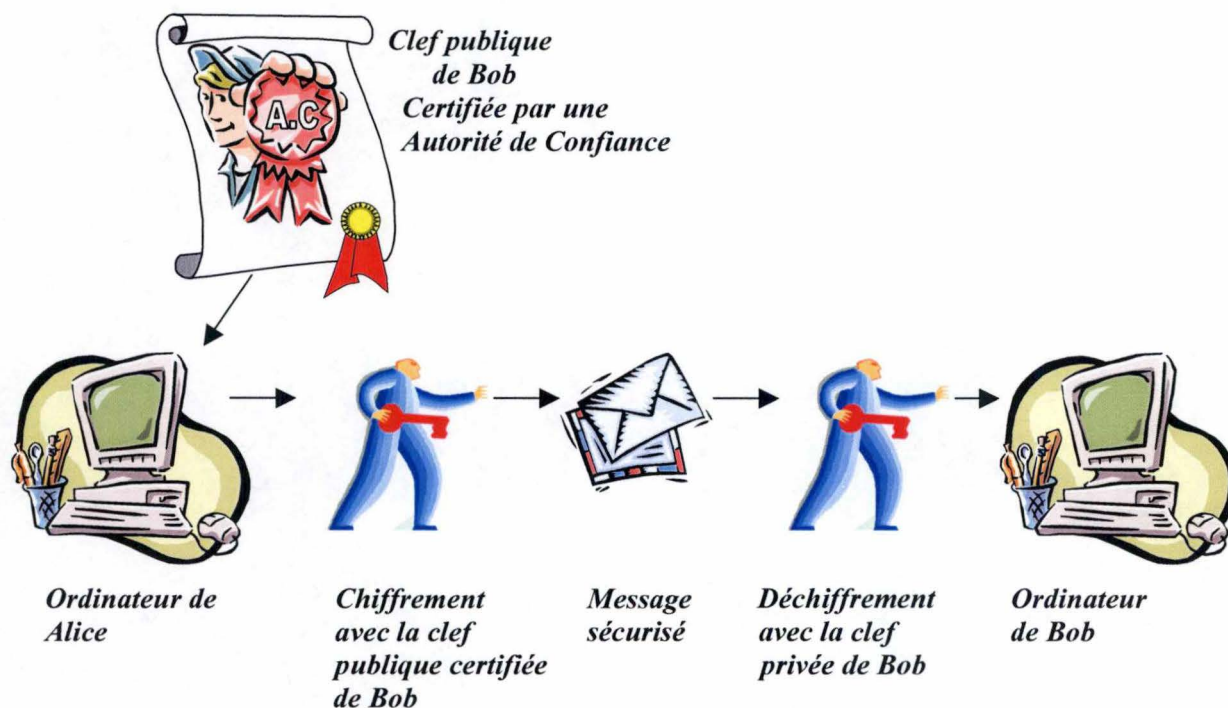 Clef publique
de Bob
Certifiée par une
Autorité de Confiance
A.C
Ordinateur de
Alice
Chiffrement
avec la clef
publique certifiée
de Bob
Message
sécurisé
Déchiffrement
avec la clef
privée de Bob
Ordinateur
de Bob